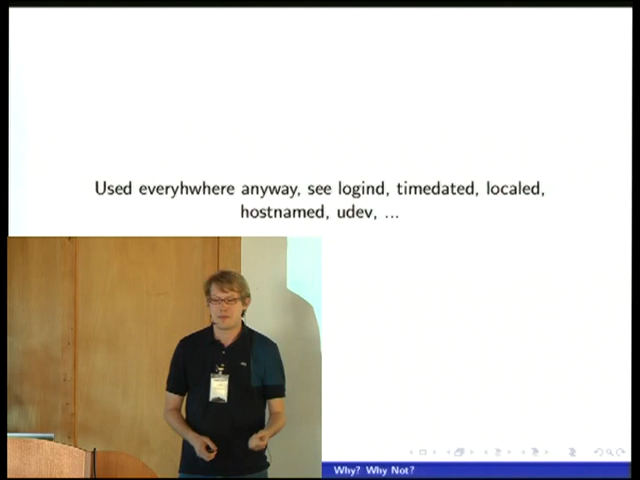 Used everyhwhere anyway, see logind, timedated, localed,
hostnamed, udev, ...
Why? Why Not?